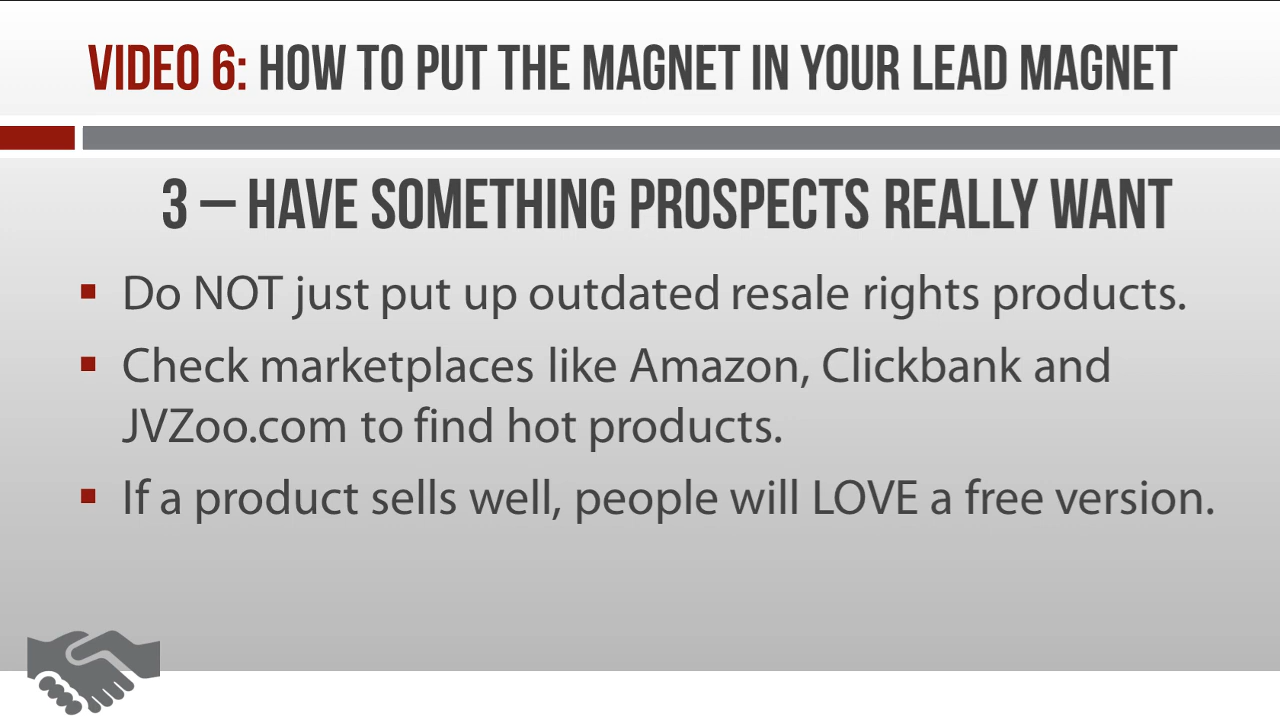 VIDEO 6: HOW TO PUT THE MAGNET IN YOUR LEAD MAGNET
3 – HAVE SOMETHING PROSPECTS REALLY WANT
Do NOT just put up outdated resale rights products.
Check marketplaces like Amazon, Clickbank and
JVZoo.com to find hot products.
If a product sells well, people will LOVE a free version.